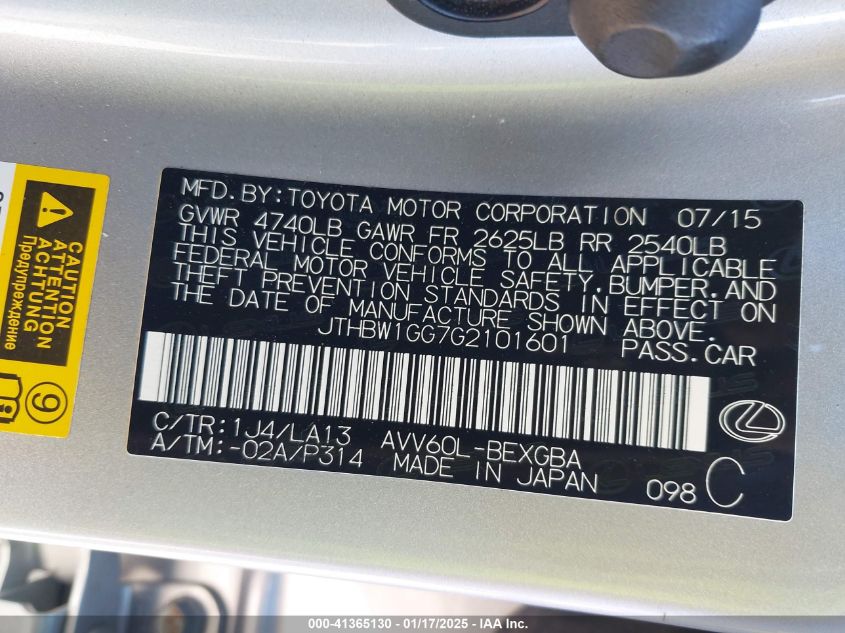 MFD. BY: TOYOTA MOTOR CORPORATION 07/15
GVWR 4740LB GAWR FR 2625LB RR 2540LB
THIS VEHICLE CONFORMS TO ALL APPLICABLE
FEDERAL MOTOR VEHICLE SAFETY, BUMPER, AND
THEFT PREVENTION STANDARDS IN EFFECT ON
THE DATE OF MANUFACTURE SHOWN ABOVE.
JTHBW1GG7G2101601 PASS. CAR
C/TR: 1J4/LA13 AVV60L-BEXGBA
A/TM: -02A/P314 MADE IN JAPAN 098 C
CAUTION
ATTENTION
ACHTUNG
Предупреждение
9
000-41365130 - 01/17/2025 - IAA Inc.